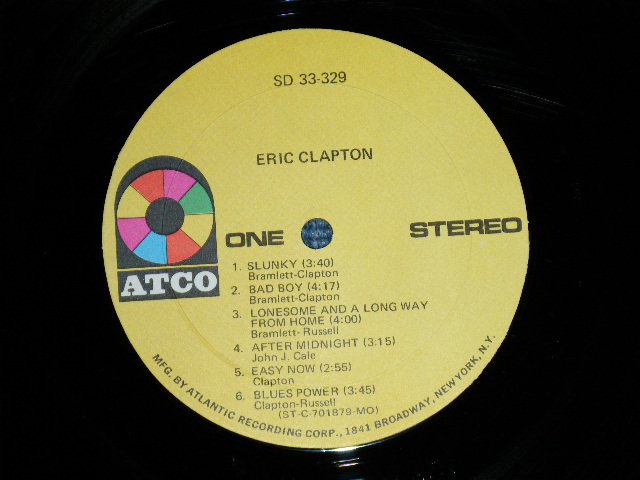 SD 33-329
ERIC CLAPTON
ATCO
ONE
STEREO
1. SLUNKY (3:40)
Bramlett-Clapton
2. BAD BOY (4:17)
Bramlett-Clapton
3. LONESOME AND A LONG WAY
FROM HOME (4:00)
Bramlett-Russell
4. AFTER MIDNIGHT (3:15)
John J. Cale
5. EASY NOW (2:55)
Clapton
6. BLUES POWER (3:45)
Clapton-Russell
(ST-C-701879-MO)
MFG. BY ATLANTIC RECORDING CORP., 1841 BROADWAY, NEW YORK, N.Y.